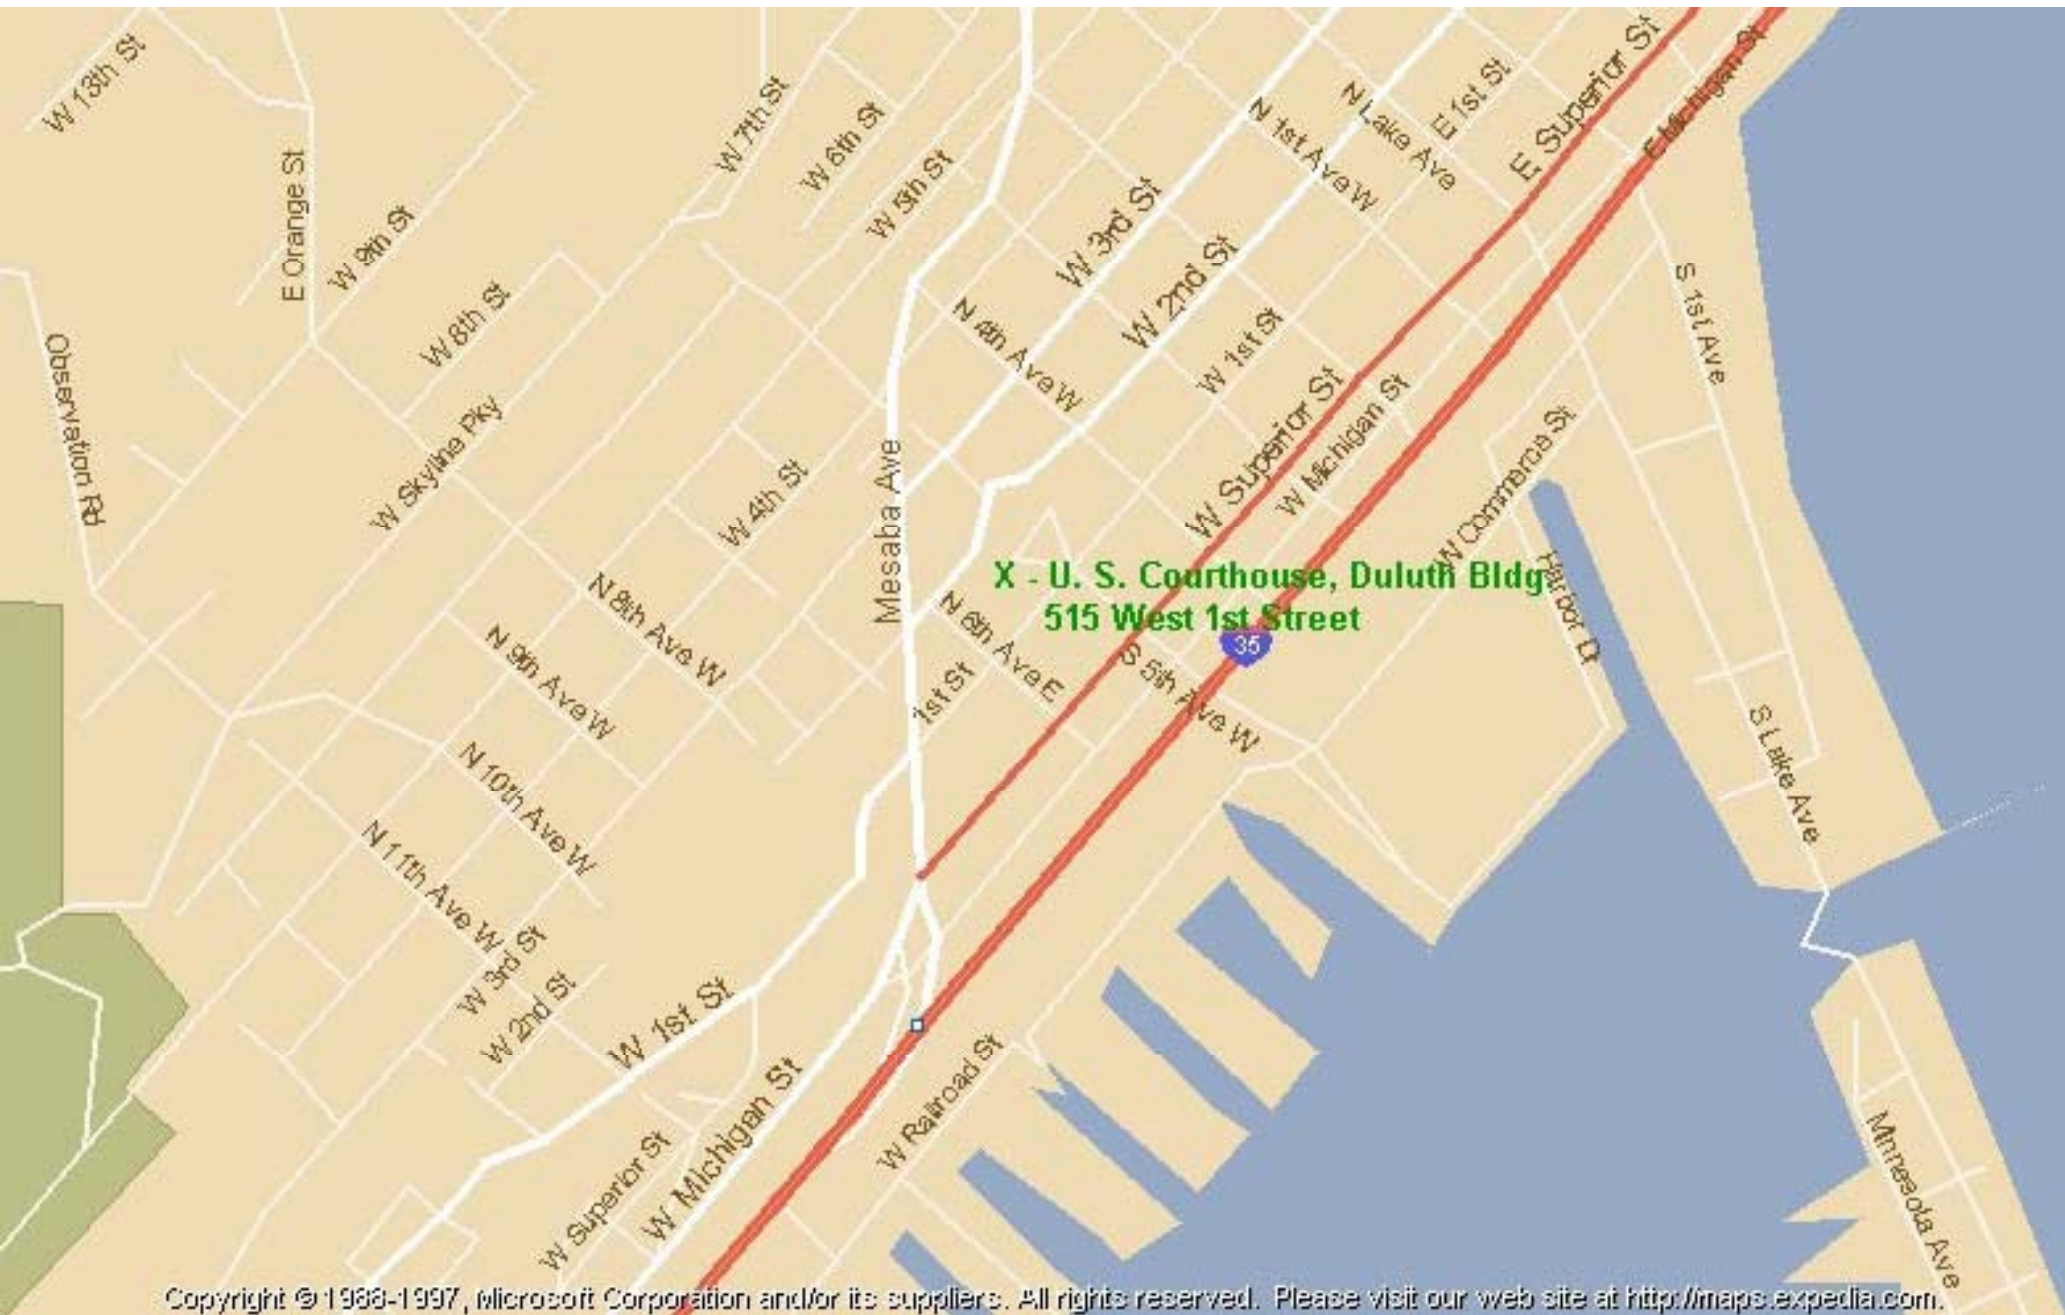 W 13th St
E Orange St
W 9th St
W 7th St
W 6th St
W 5th St
N 1st Ave W
N Lake Ave
E 1st St
E Superior St
E Michigan St
W 3rd St
W 2nd St
W 1st St
N 4th Ave W
S 1st Ave
Observation Rd
W 8th St
W Skyline Pky
W 4th St
Mesaba Ave
W Superior St
W Michigan St
W Commerce St
Harbor Dr
X - U. S. Courthouse, Duluth Bldg.
515 West 1st Street
35
N 8th Ave W
N 9th Ave W
N 6th Ave E
1st St
S 5th Ave W
S Lake Ave
N 10th Ave W
N 11th Ave W
W 3rd St
W 2nd St
W 1st St
W Michigan St
W Superior St
W Railroad St
Minnesota Ave
Copyright © 1988-1997, Microsoft Corporation and/or its suppliers. All rights reserved. Please visit our web site at http://maps.expedia.com.